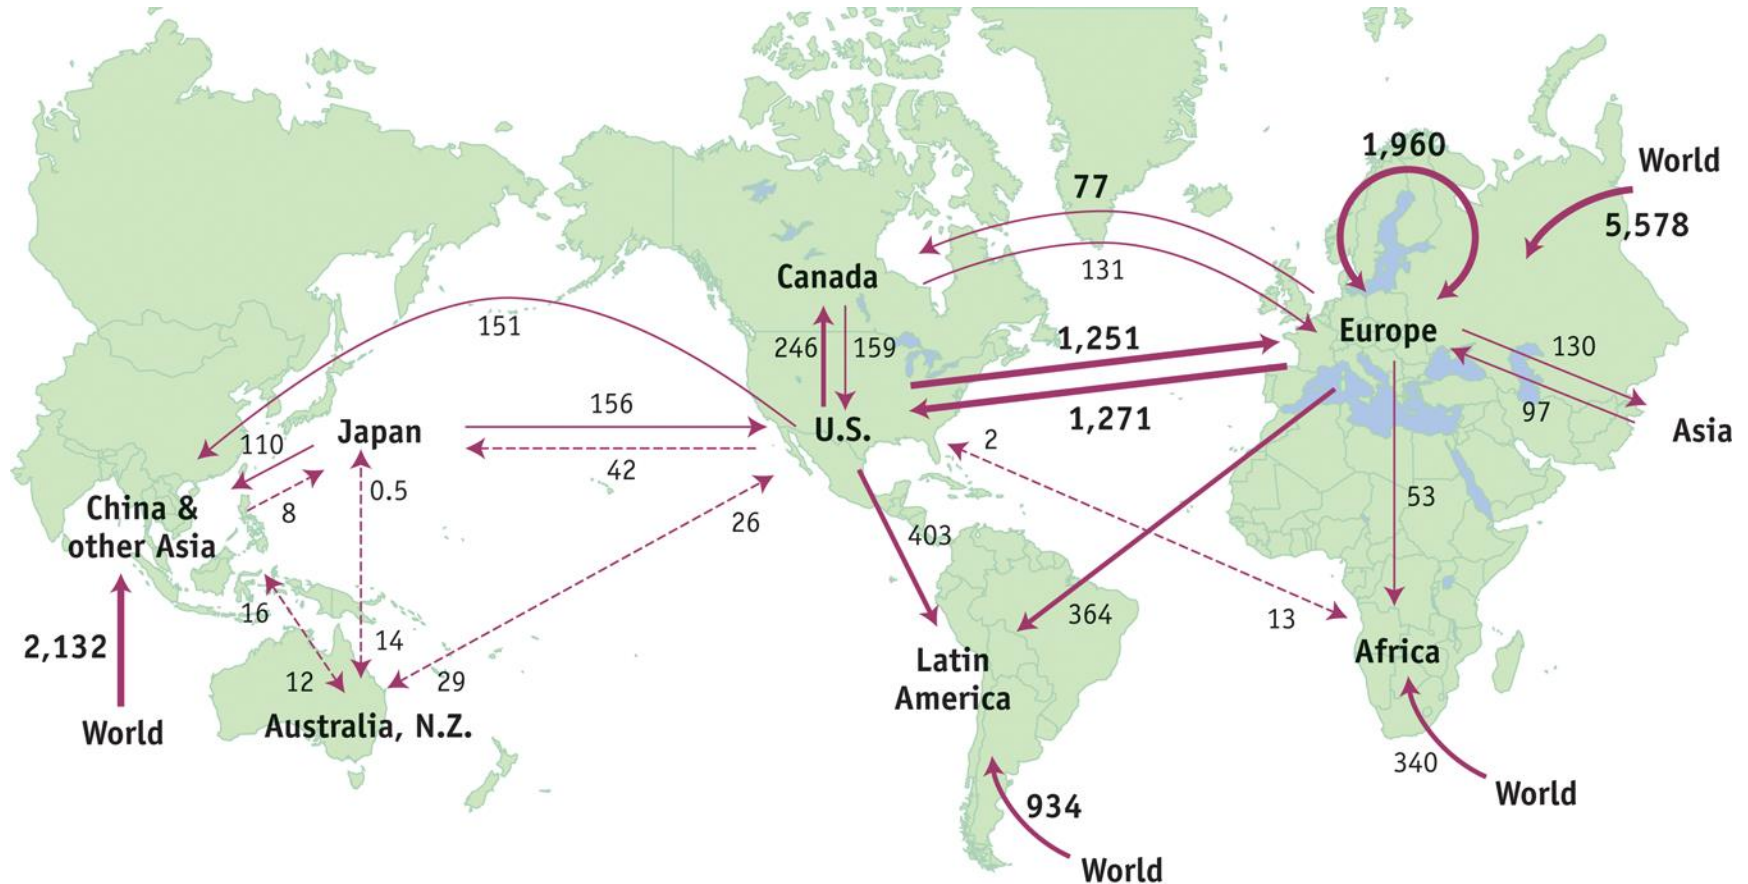 1,960
World
77
5,578
131
Canada
151
1,251
Europe
246
159
130
156
1,271
97
Asia
Japan
U.S.
110
2
42
0.5
53
China &
other Asia
8
26
403
16
364
13
2,132
14
Africa
12
29
Latin
America
World
Australia, N.Z.
340
934
World
World